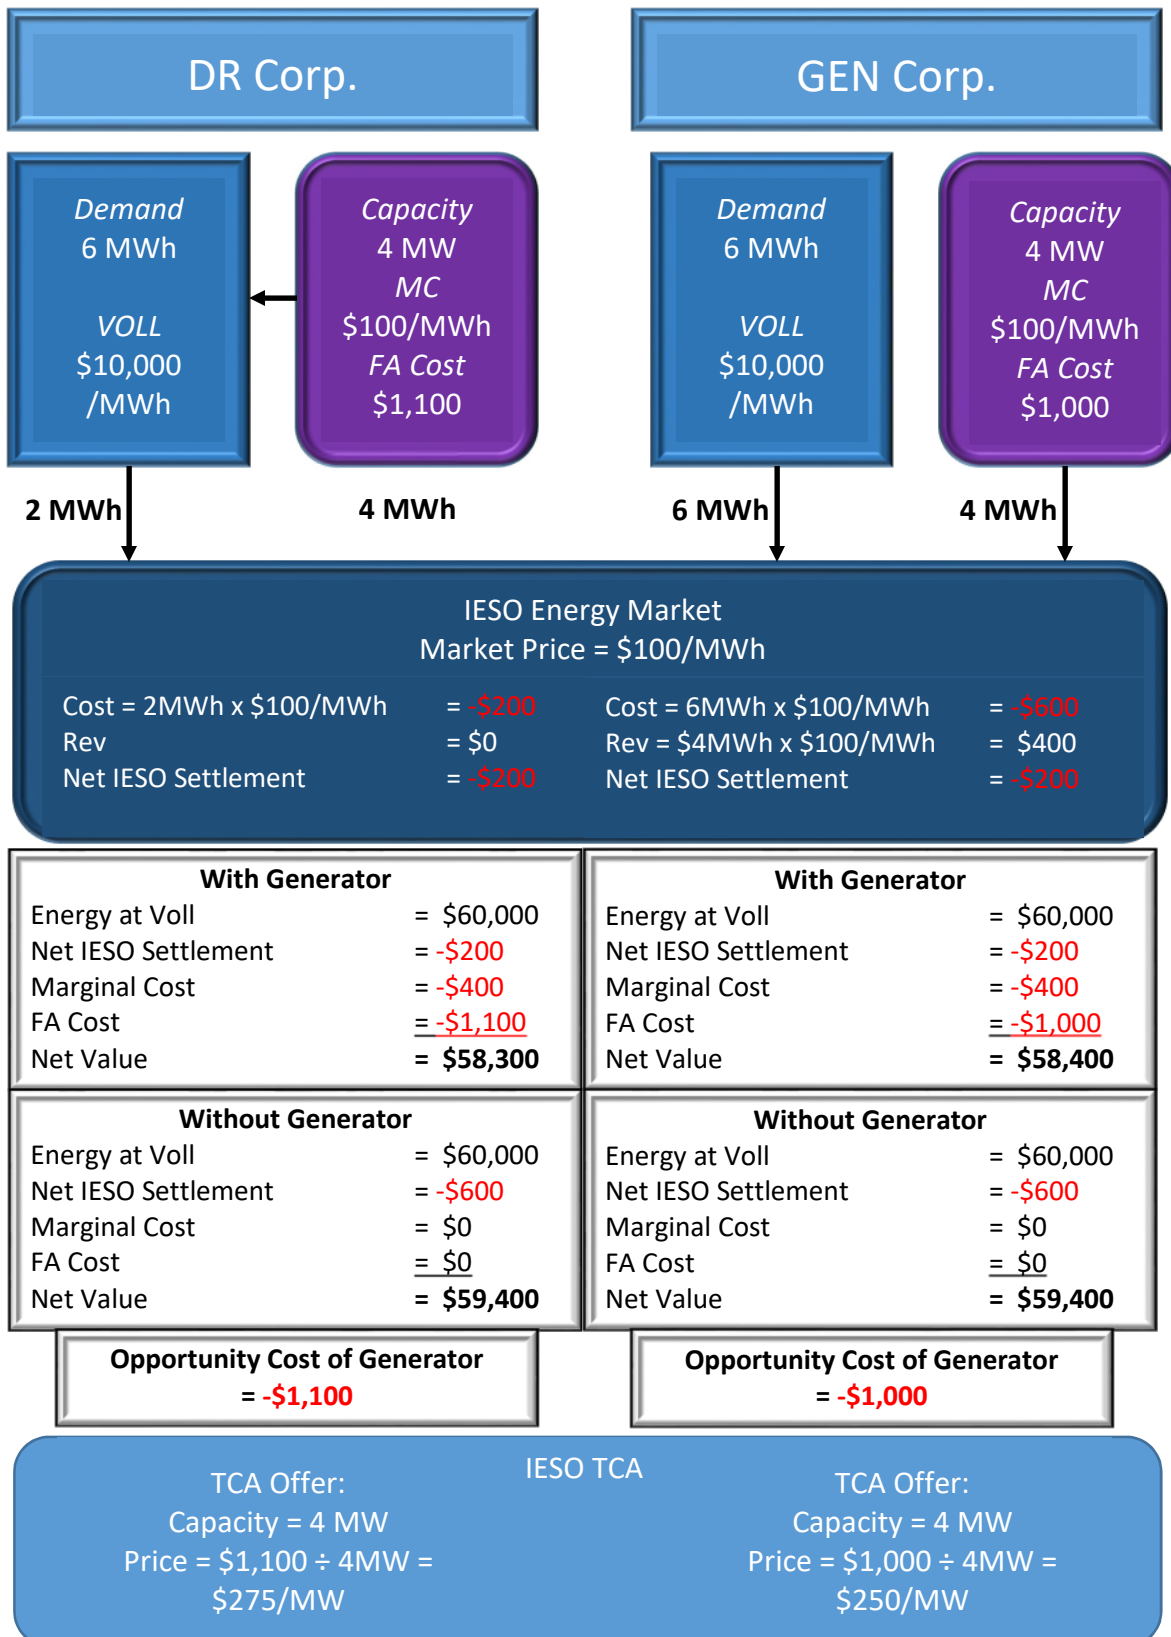 DR Corp.
GEN Corp.
Demand
6 MWh
VOLL
$10,000
/MWh
Capacity
4 MW
MC
$100/MWh
FA Cost
$1,100
Demand
6 MWh
VOLL
$10,000
/MWh
Capacity
4 MW
MC
$100/MWh
FA Cost
$1,000
2 MWh
4 MWh
6 MWh
4 MWh
IESO Energy Market
Market Price = $100/MWh
Cost = 2MWh x $100/MWh = -$200
Rev = $0
Net IESO Settlement = -$200
Cost = 6MWh x $100/MWh = -$600
Rev = $4MWh x $100/MWh = $400
Net IESO Settlement = -$200
With Generator
Energy at Voll = $60,000
Net IESO Settlement = -$200
Marginal Cost = -$400
FA Cost = -$1,100
Net Value = $58,300
With Generator
Energy at Voll = $60,000
Net IESO Settlement = -$200
Marginal Cost = -$400
FA Cost = -$1,000
Net Value = $58,400
Without Generator
Energy at Voll = $60,000
Net IESO Settlement = -$600
Marginal Cost = $0
FA Cost = $0
Net Value = $59,400
Without Generator
Energy at Voll = $60,000
Net IESO Settlement = -$600
Marginal Cost = $0
FA Cost = $0
Net Value = $59,400
Opportunity Cost of Generator
= -$1,100
Opportunity Cost of Generator
= -$1,000
IESO TCA
TCA Offer:
Capacity = 4 MW
Price = $1,100 ÷ 4MW =
$275/MW
TCA Offer:
Capacity = 4 MW
Price = $1,000 ÷ 4MW =
$250/MW